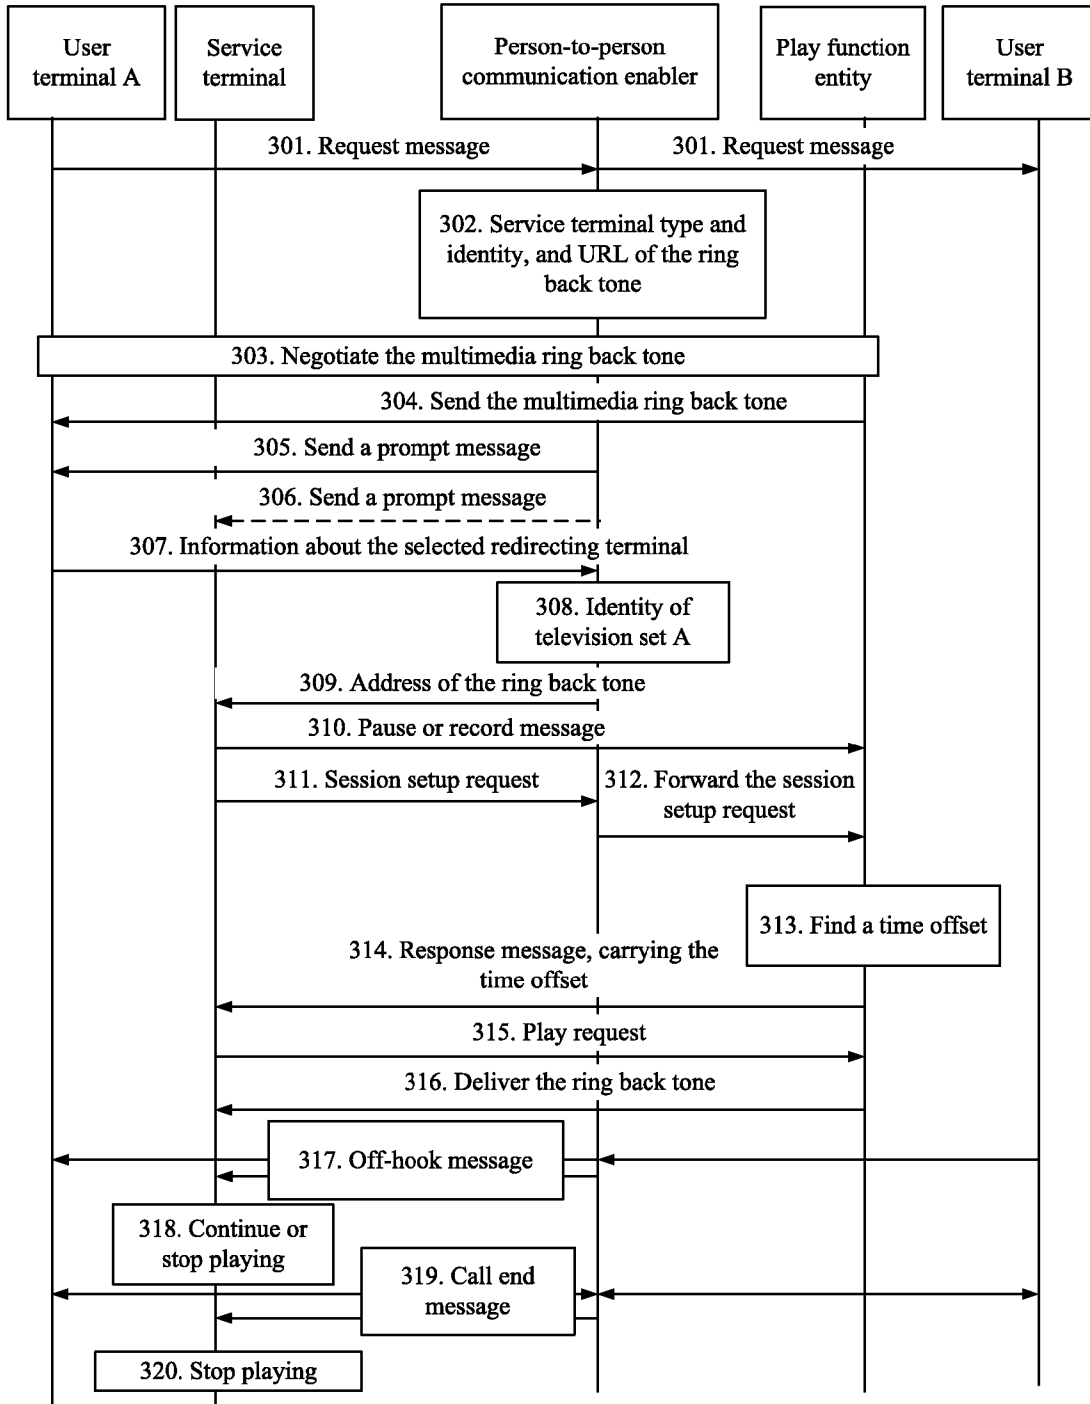 User
terminal A
Service
terminal
Person-to-person
communication enabler
Play function
entity
User
terminal B
301. Request message
301. Request message
302. Service terminal type and
identity, and URL of the ring
back tone
303. Negotiate the multimedia ring back tone
304. Send the multimedia ring back tone
305. Send a prompt message
306. Send a prompt message
307. Information about the selected redirecting terminal
308. Identity of
television set A
309. Address of the ring back tone
310. Pause or record message
311. Session setup request
312. Forward the session
setup request
313. Find a time offset
314. Response message, carrying the
time offset
315. Play request
316. Deliver the ring back tone
317. Off-hook message
318. Continue or
stop playing
319. Call end
message
320. Stop playing